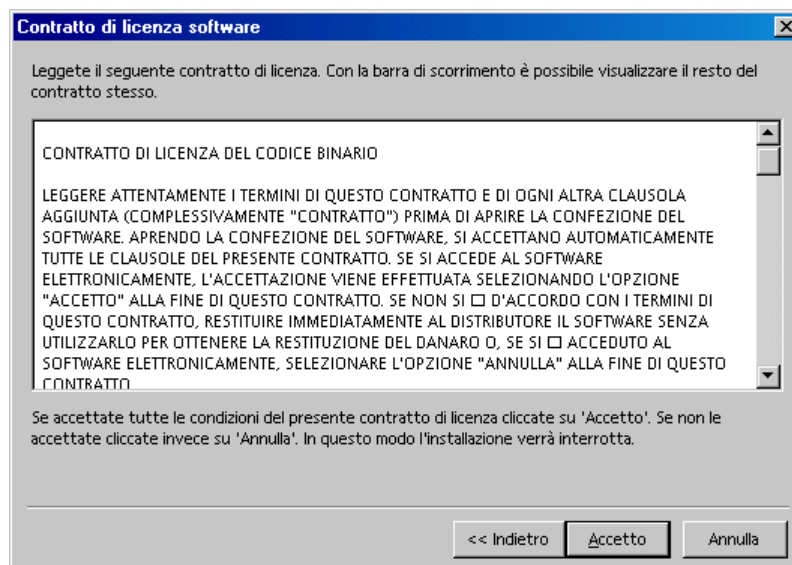 Contratto di licenza software
Leggete il seguente contratto di licenza. Con la barra di scorrimento è possibile visualizzare il resto del
contratto stesso.
CONTRATTO DI LICENZA DEL CODICE BINARIO
LEGGERE ATTENTAMENTE I TERMINI DI QUESTO CONTRATTO E DI OGNI ALTRA CLAUSOLA
AGGIUNTA (COMPLESSIVAMENTE "CONTRATTO") PRIMA DI APRIRE LA CONFEZIONE DEL
SOFTWARE. APRENDO LA CONFEZIONE DEL SOFTWARE, SI ACCETTANO AUTOMATICAMENTE
TUTTE LE CLAUSOLE DEL PRESENTE CONTRATTO. SE SI ACCEDE AL SOFTWARE
ELETTRONICAMENTE, L'ACCETTAZIONE VIENE EFFETTUATA SELEZIONANDO L'OPZIONE
"ACCETTO" ALLA FINE DI QUESTO CONTRATTO. SE NON SI □ D'ACCORDO CON I TERMINI DI
QUESTO CONTRATTO, RESTITUIRE IMMEDIATAMENTE AL DISTRIBUTORE IL SOFTWARE SENZA
UTILIZZARLO PER OTTENERE LA RESTITUZIONE DEL DANARO O, SE SI □ ACCEDUTO AL
SOFTWARE ELETTRONICAMENTE, SELEZIONARE L'OPZIONE "ANNULLA" ALLA FINE DI QUESTO
CONTRATTO
Se accettate tutte le condizioni del presente contratto di licenza cliccate su 'Accetto'. Se non le
accettate cliccate invece su 'Annulla'. In questo modo l'installazione verrà interrotta.
<< Indietro
Accetto
Annulla